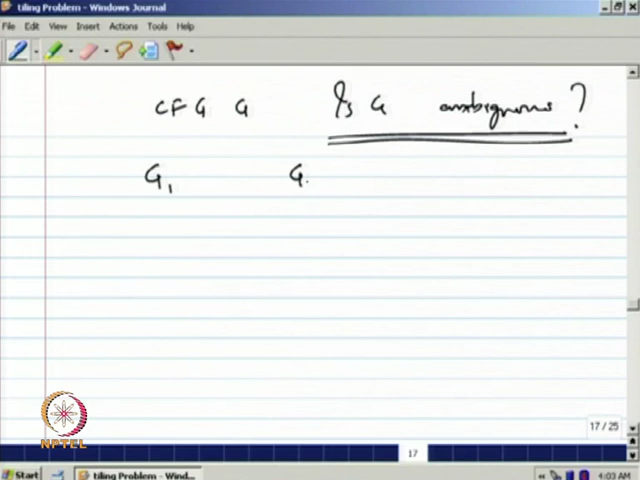 tiling Problem - Windows Journal
File Edit View Insert Actions Tools Help
CFG G Is G ambiguous ?
G1 G.
NPTEL
17 / 25
17
Start tiling Problem - Wind... 4:03 AM